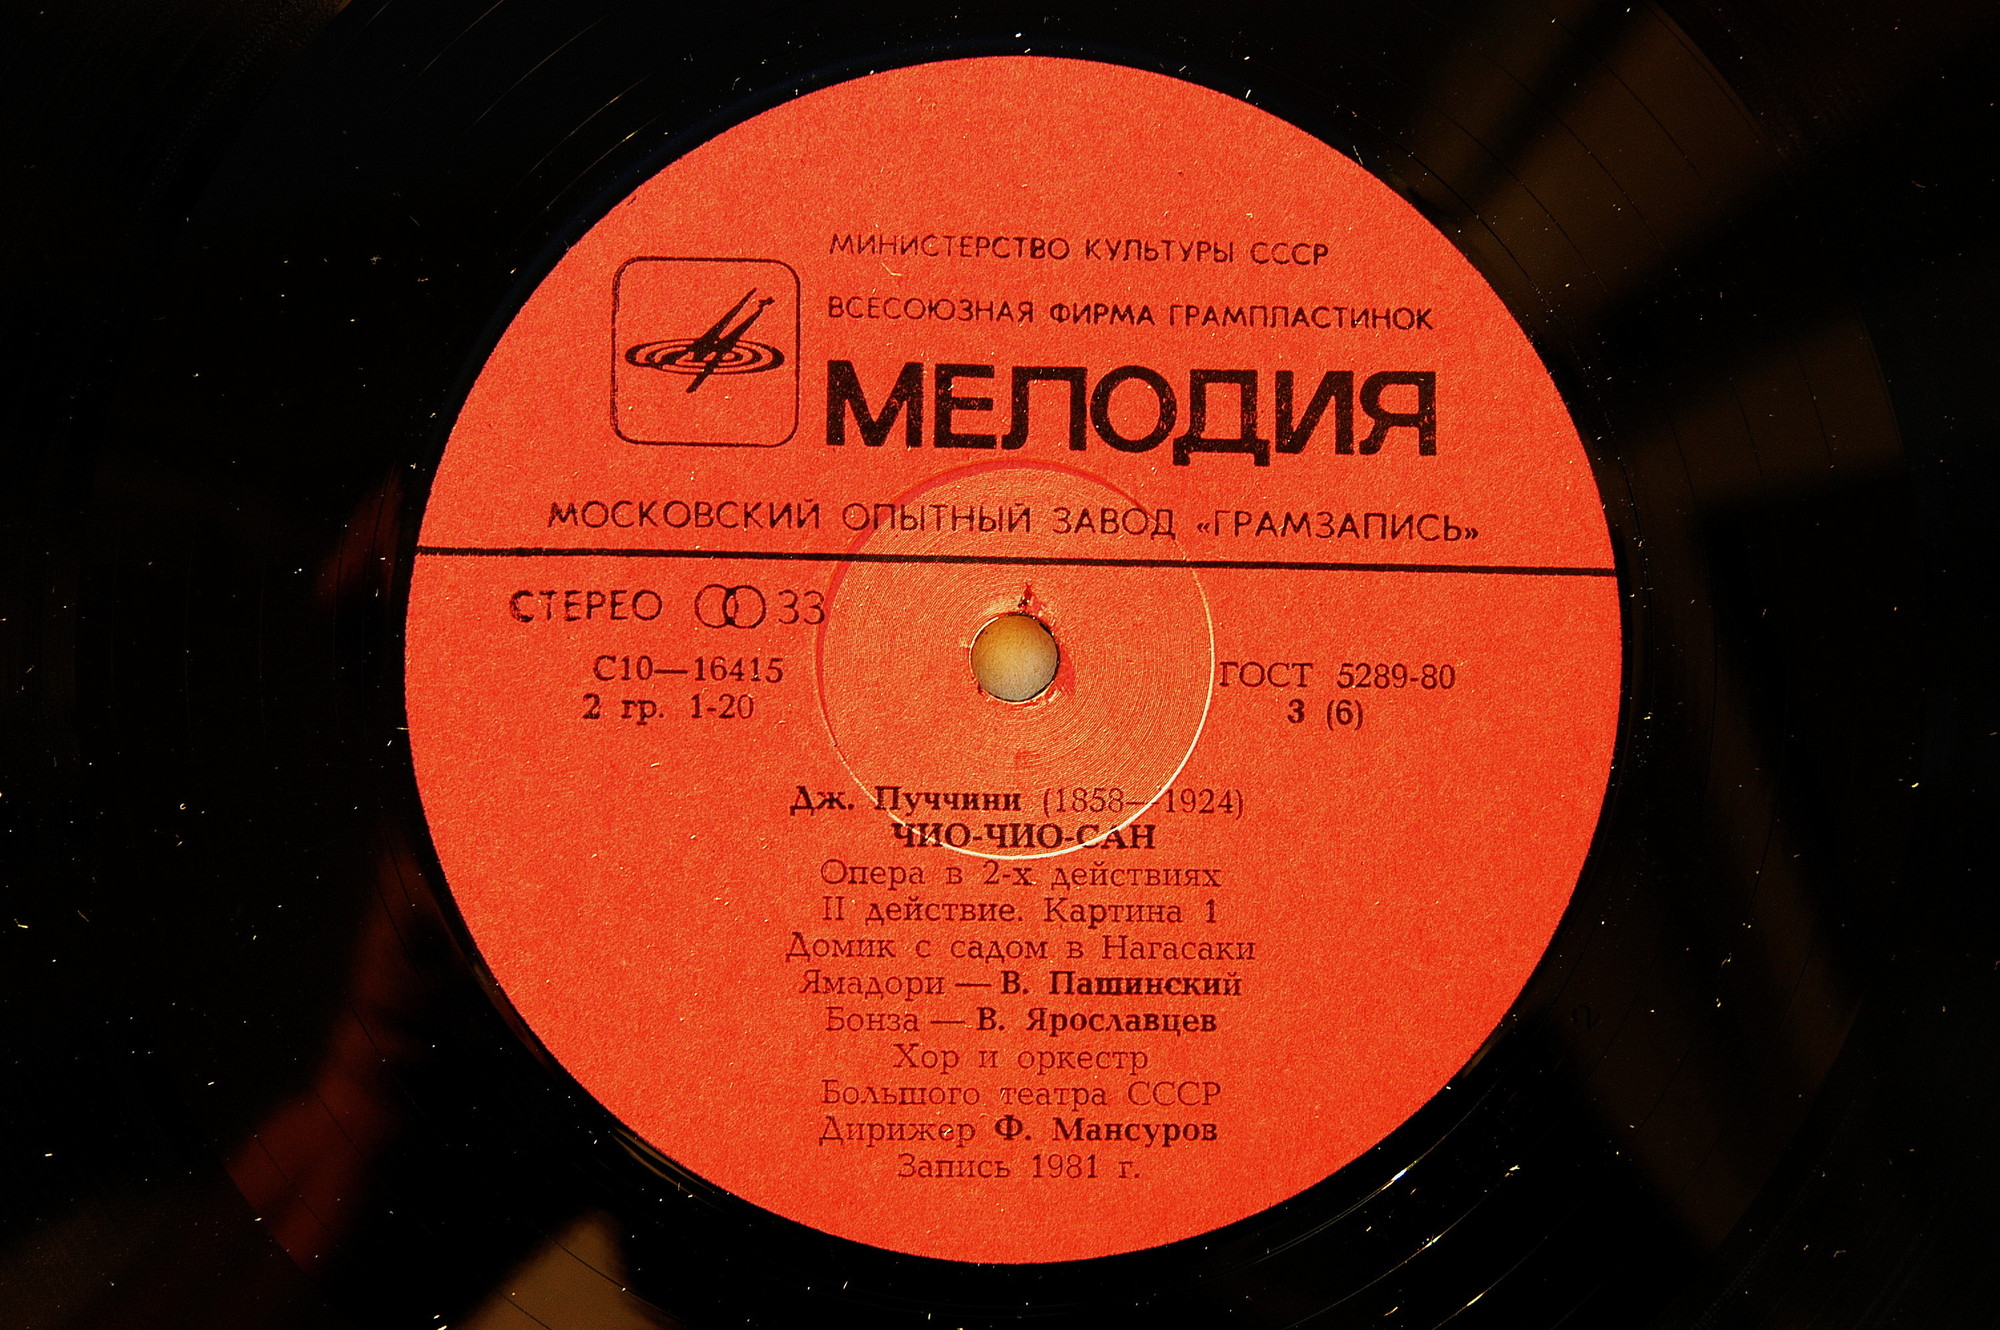 МИНИСТЕРСТВО КУЛЬТУРЫ СССР
ВСЕСОЮЗНАЯ ФИРМА ГРАМПЛАСТИНОК
МЕЛОДИЯ
МОСКОВСКИЙ ОПЫТНЫЙ ЗАВОД «ГРАМЗАПИСЬ»
СТЕРЕО 33
С10—16415
2 гр. 1-20
ГОСТ 5289-80
3 (6)
Дж. Пуччини (1858—1924)
ЧИО-ЧИО-САН
Опера в 2-х действиях
II действие. Картина 1
Домик с садом в Нагасаки
Ямадори — В. Пашинский
Бонза — В. Ярославцев
Хор и оркестр
Большого театра СССР
Дирижер Ф. Мансуров
Запись 1981 г.